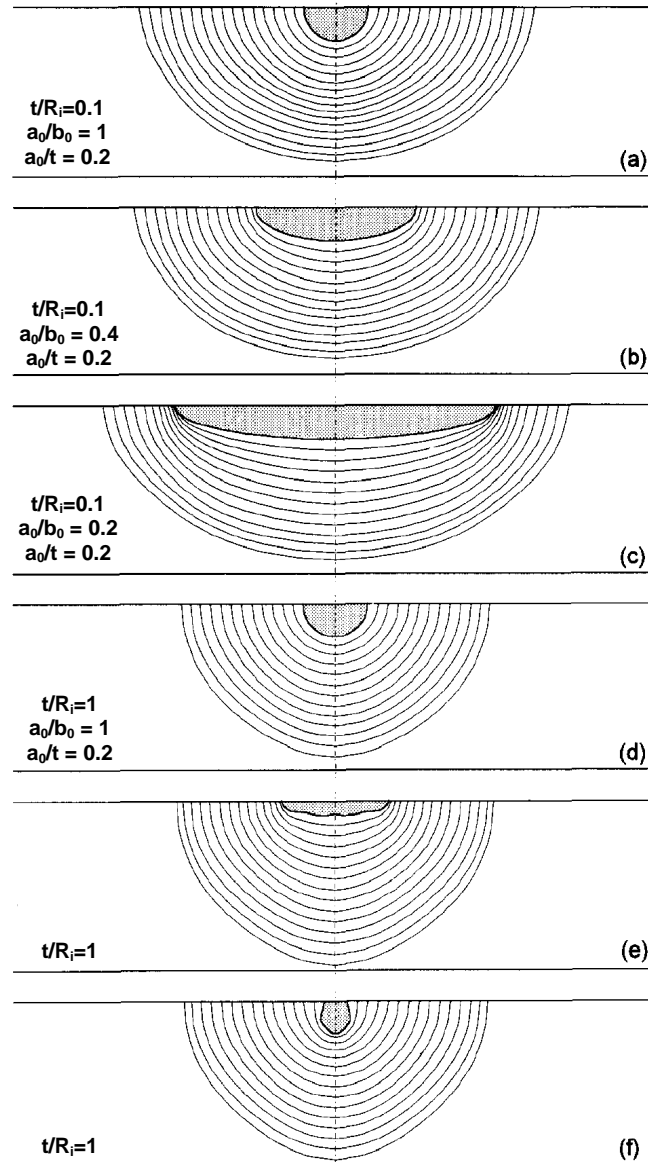 t/Rᵢ=0.1
a₀/b₀ = 1
a₀/t = 0.2
(a)
t/Rᵢ=0.1
a₀/b₀ = 0.4
a₀/t = 0.2
(b)
t/Rᵢ=0.1
a₀/b₀ = 0.2
a₀/t = 0.2
(c)
t/Rᵢ=1
a₀/b₀ = 1
a₀/t = 0.2
(d)
t/Rᵢ=1
(e)
t/Rᵢ=1
(f)